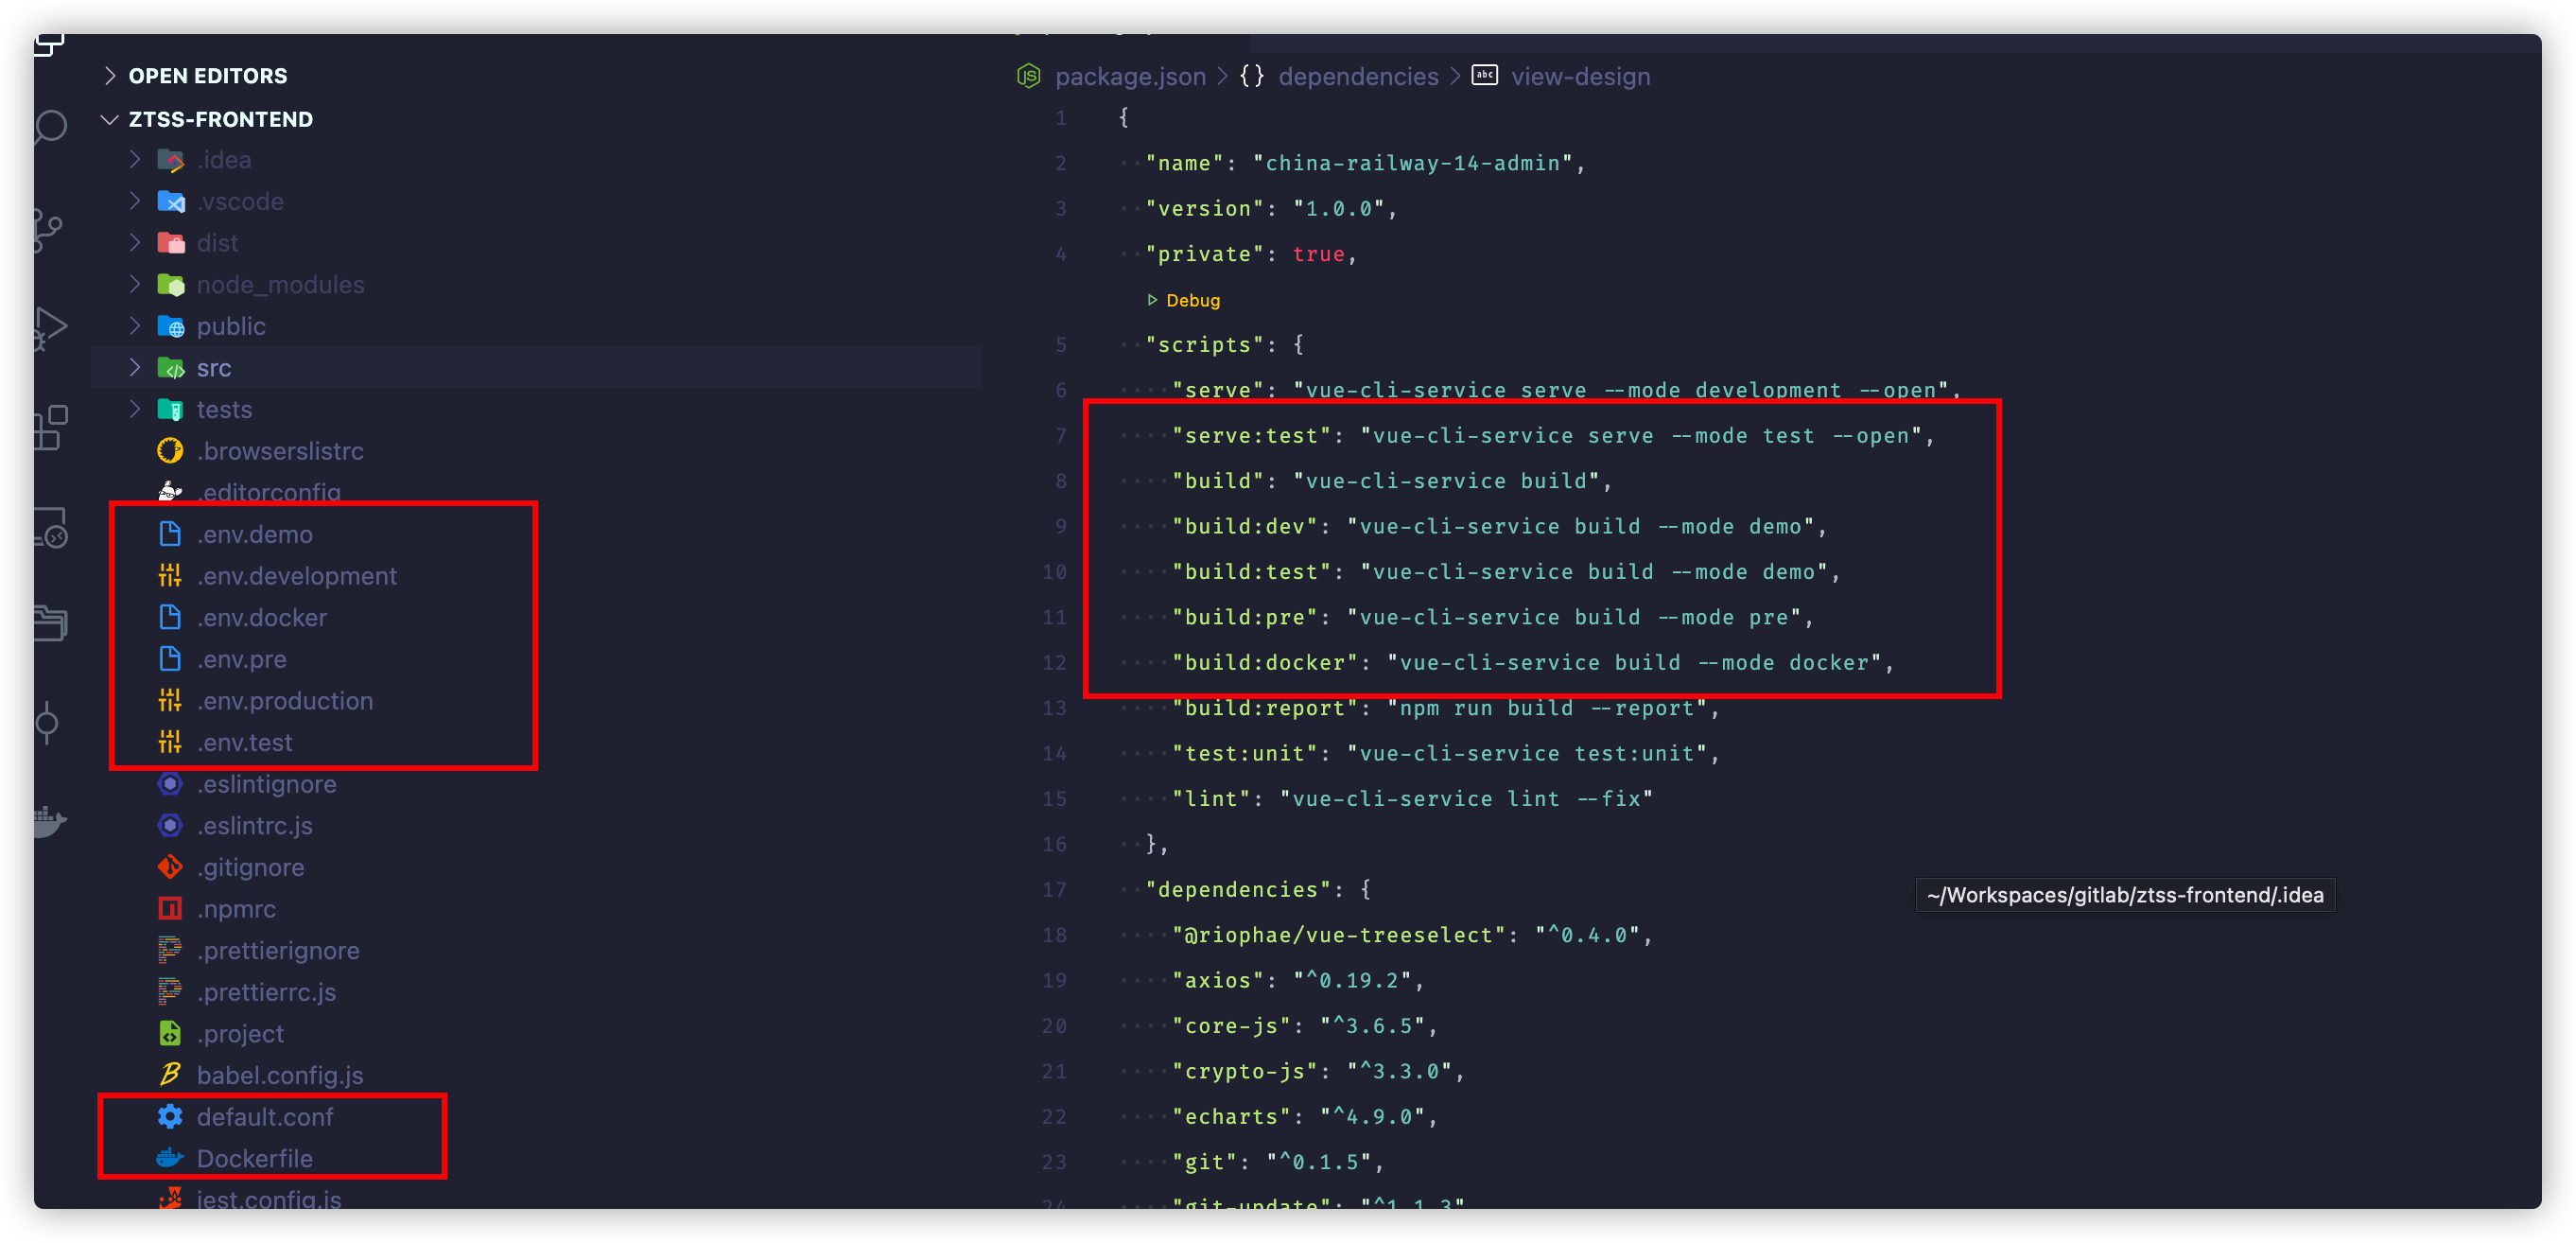 OPEN EDITORS
ZTSS-FRONTEND
.idea
.vscode
dist
node_modules
public
src
tests
.browserslistrc
.editorconfig
.env.demo
.env.development
.env.docker
.env.pre
.env.production
.env.test
.eslintignore
.eslintrc.js
.gitignore
.npmrc
.prettierignore
.prettierrc.js
.project
babel.config.js
default.conf
Dockerfile
jest.config.js
package.json > {} dependencies > abc view-design
1 {
2 "name": "china-railway-14-admin",
3 "version": "1.0.0",
4 "private": true,
Debug
5 "scripts": {
6 "serve": "vue-cli-service serve --mode development --open",
7 "serve:test": "vue-cli-service serve --mode test --open",
8 "build": "vue-cli-service build",
9 "build:dev": "vue-cli-service build --mode demo",
10 "build:test": "vue-cli-service build --mode demo",
11 "build:pre": "vue-cli-service build --mode pre",
12 "build:docker": "vue-cli-service build --mode docker",
13 "build:report": "npm run build --report",
14 "test:unit": "vue-cli-service test:unit",
15 "lint": "vue-cli-service lint --fix"
16 },
17 "dependencies": {
~/Workspaces/gitlab/ztss-frontend/.idea
18 "@riophae/vue-treeselect": "^0.4.0",
19 "axios": "^0.19.2",
20 "core-js": "^3.6.5",
21 "crypto-js": "^3.3.0",
22 "echarts": "^4.9.0",
23 "git": "^0.1.5",
24 "git-update": "^1.1.3"